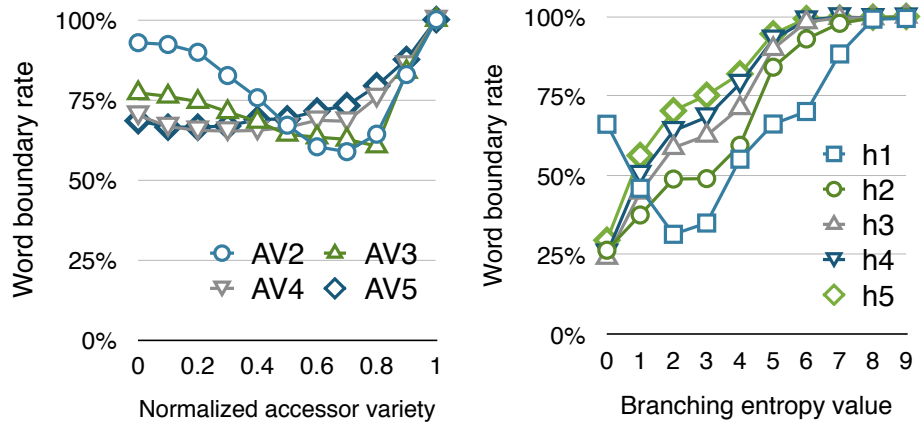 100%
75%
50%
25%
0%
Word boundary rate
AV2 AV3
AV4 AV5
0 0.2 0.4 0.6 0.8 1
Normalized accessor variety
100%
75%
50%
25%
0%
Word boundary rate
h1
h2
h3
h4
h5
0 1 2 3 4 5 6 7 8 9
Branching entropy value